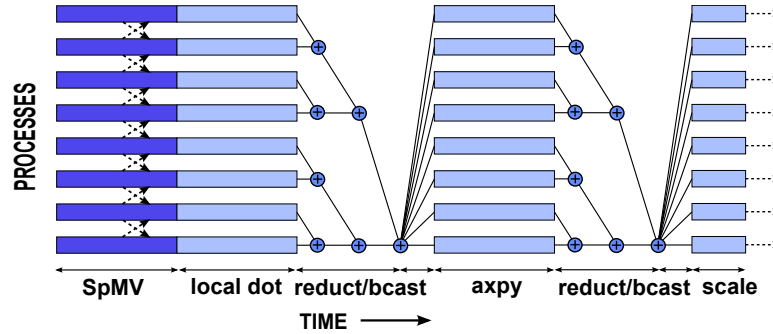 PROCESSES
SpMV local dot reduct/bcast axpy reduct/bcast scale
TIME